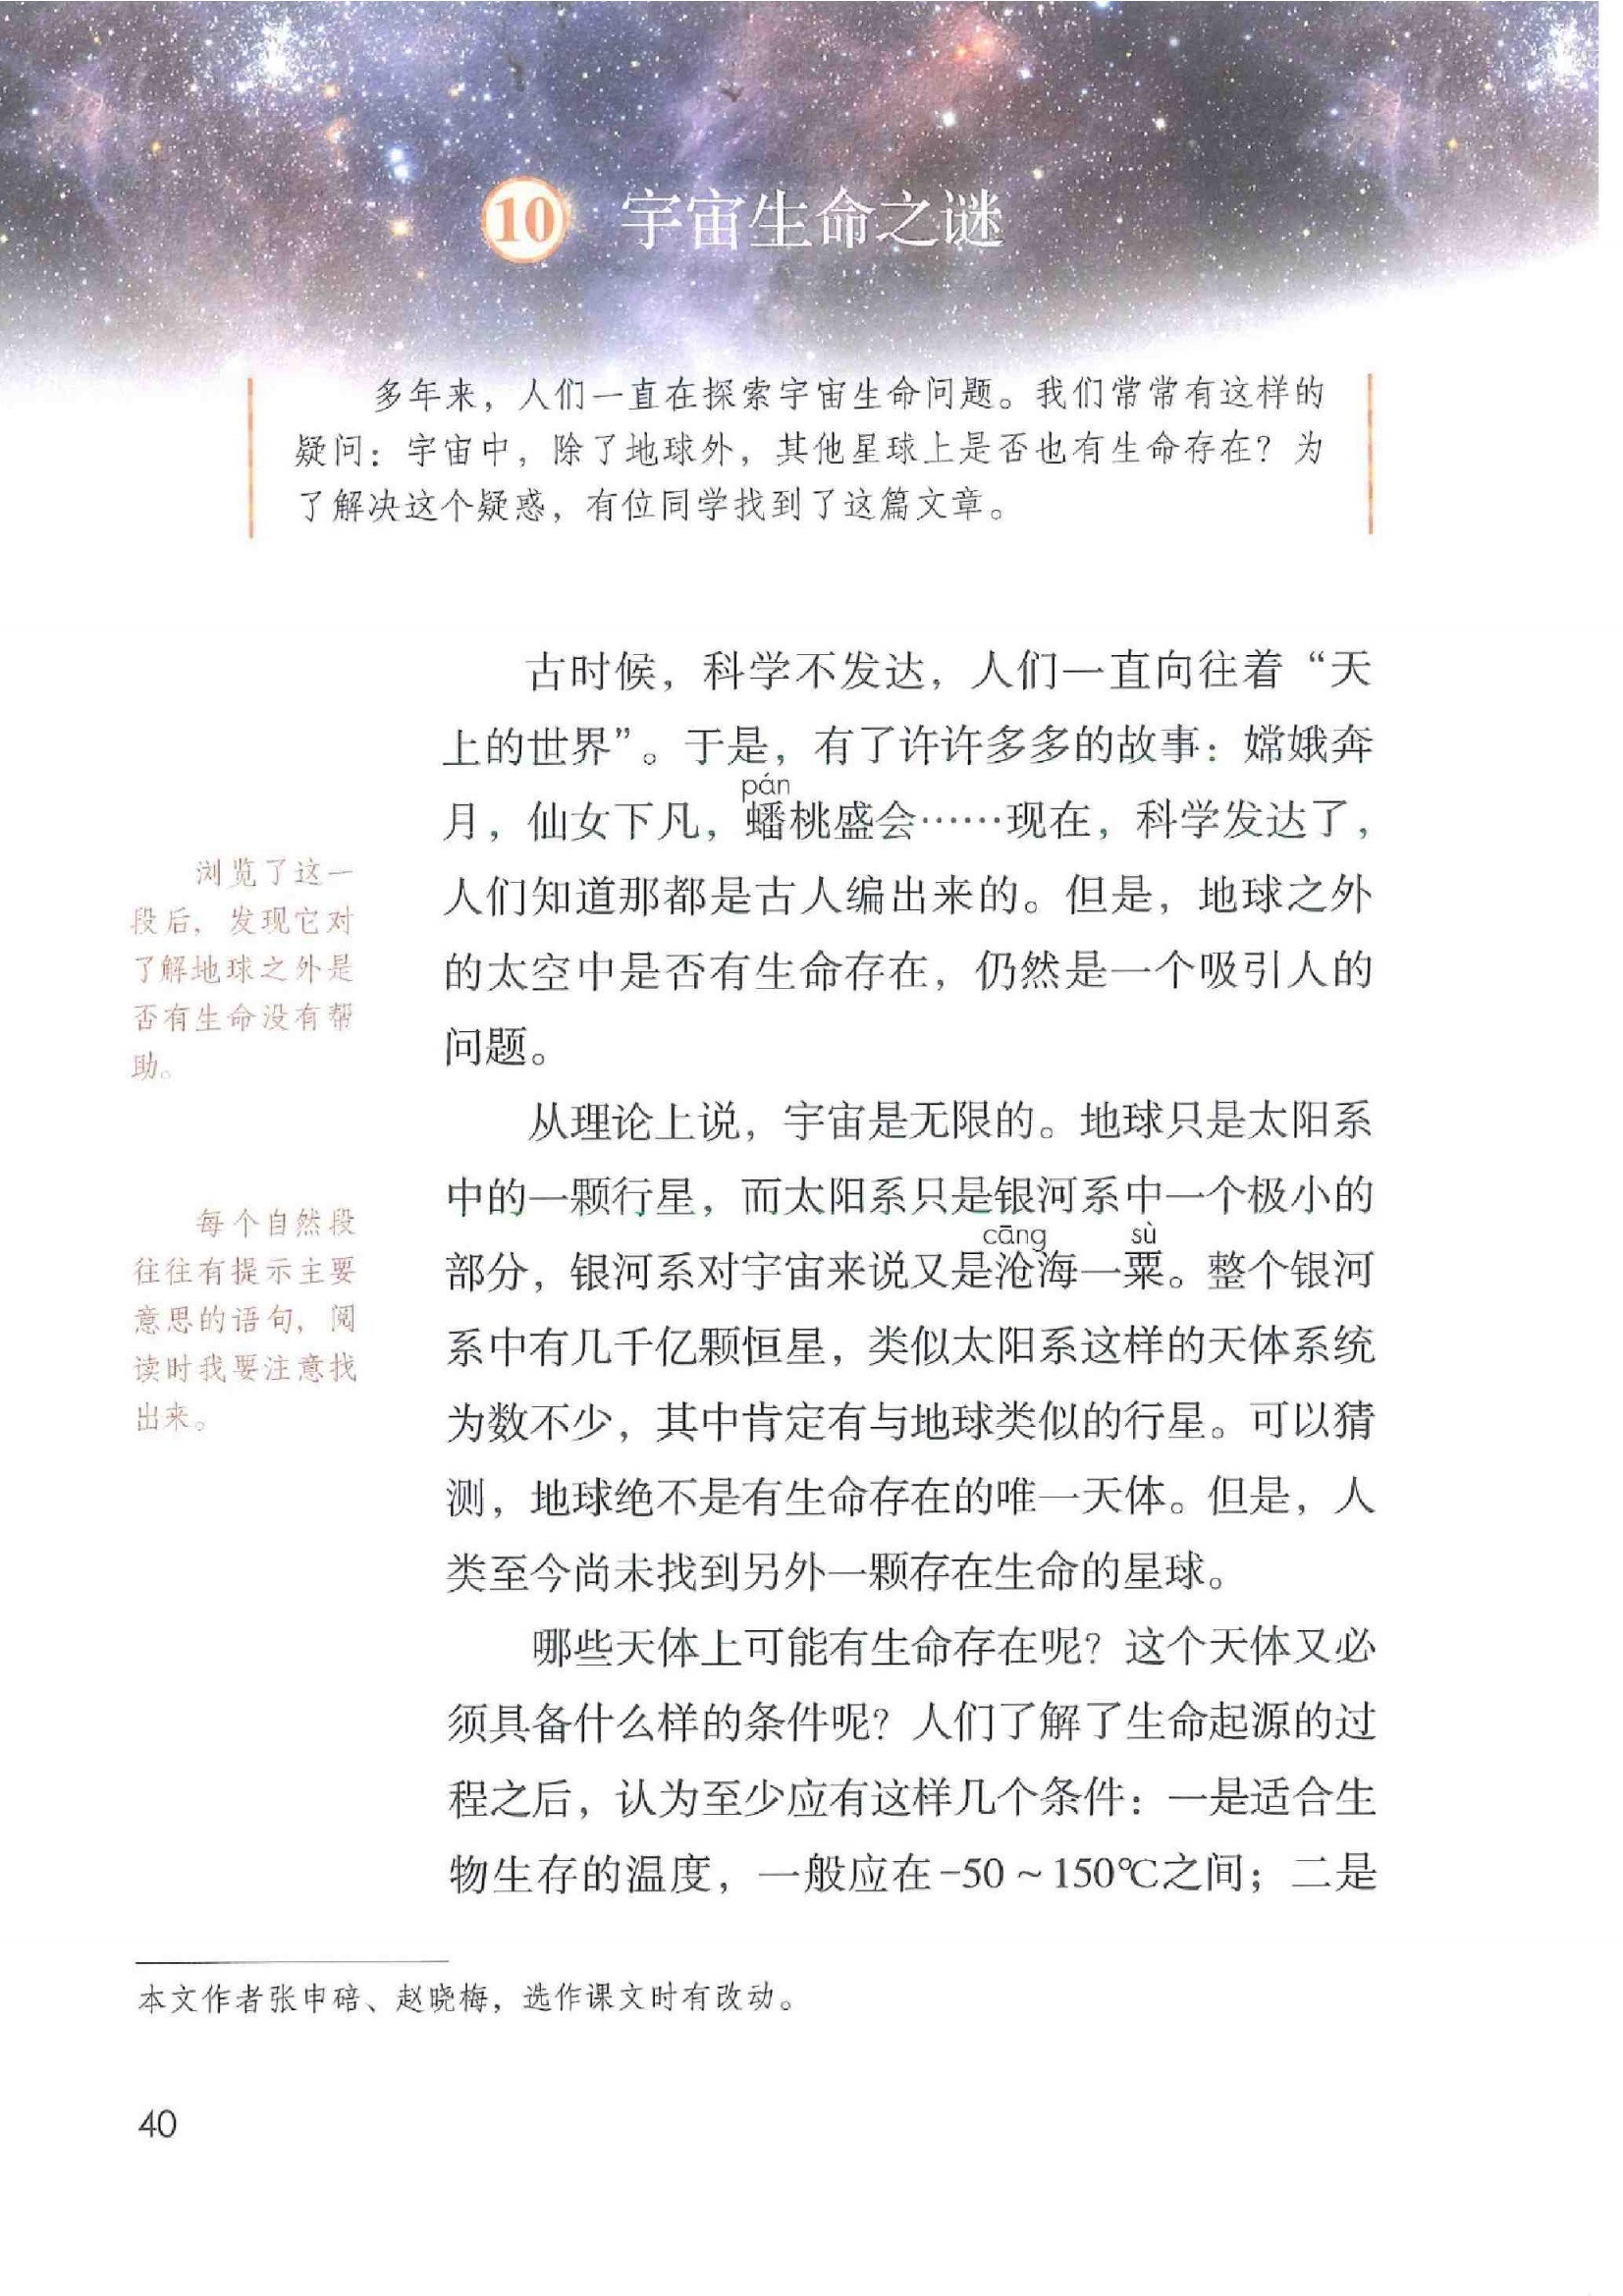 10 宇宙生命之谜
多年来，人们一直在探索宇宙生命问题。我们常常有这样的
疑问：宇宙中，除了地球外，其他星球上是否也有生命存在？为
了解决这个疑惑，有位同学找到了这篇文章。
古时候，科学不发达，人们一直向往着“天
上的世界”。于是，有了许许多多的故事：嫦娥奔
pán
月，仙女下凡，蟠桃盛会……现在，科学发达了，
人们知道那都是古人编出来的。但是，地球之外
的太空中是否有生命存在，仍然是一个吸引人的
问题。
浏览了这一
段后，发现它对
了解地球之外是
否有生命没有帮
助。
从理论上说，宇宙是无限的。地球只是太阳系
中的一颗行星，而太阳系只是银河系中一个极小的
cāng sù
部分，银河系对宇宙来说又是沧海一粟。整个银河
系中有几千亿颗恒星，类似太阳系这样的天体系统
为数不少，其中肯定有与地球类似的行星。可以猜
测，地球绝不是有生命存在的唯一天体。但是，人
类至今尚未找到另外一颗存在生命的星球。
每个自然段
往往有提示主要
意思的语句，阅
读时我要注意找
出来。
哪些天体上可能有生命存在呢？这个天体又必
须具备什么样的条件呢？人们了解了生命起源的过
程之后，认为至少应有这样几个条件：一是适合生
物生存的温度，一般应在-50～150℃之间；二是
本文作者张申碚、赵晓梅，选作课文时有改动。
40